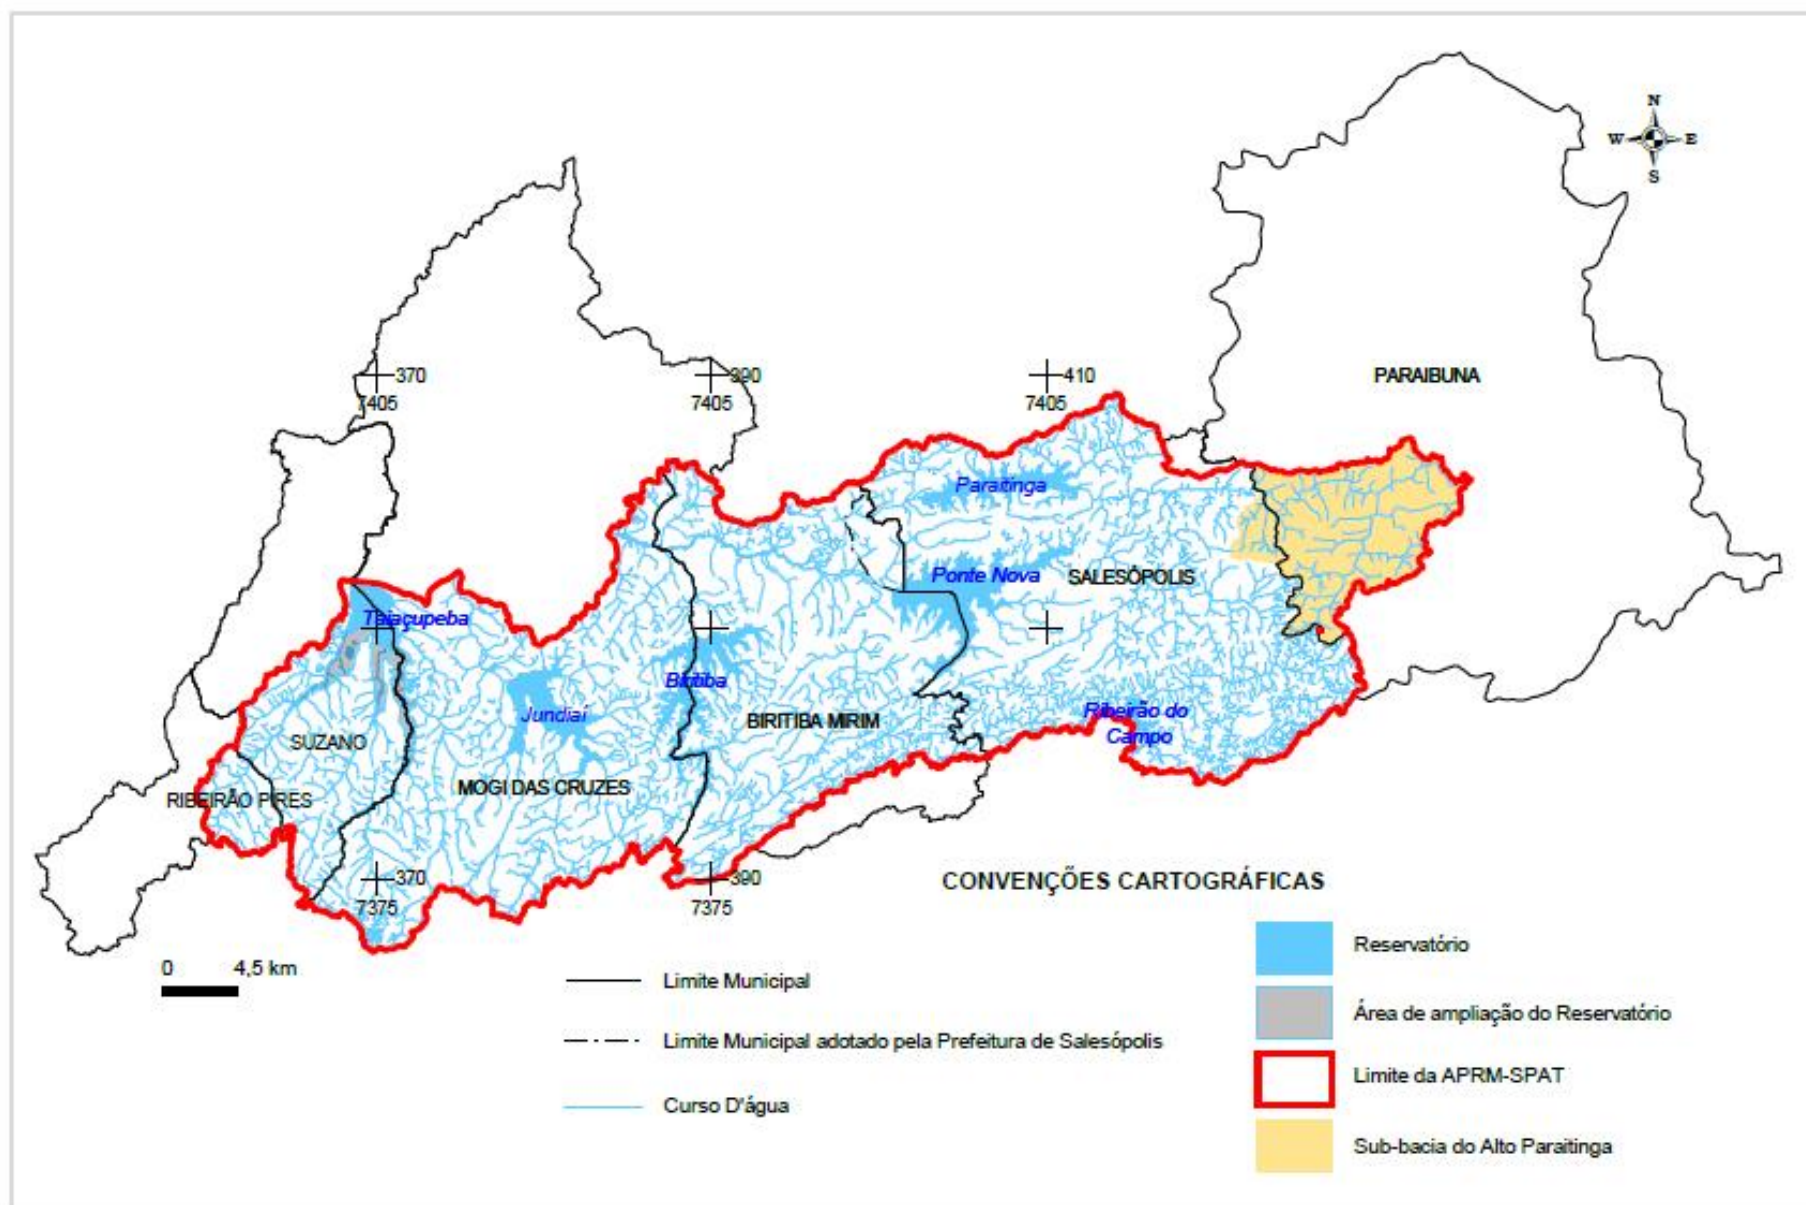 N
W E
S
370
7405
390
7405
410
7405
PARAIBUNA
Paraitinga
Ponte Nova
SALESÓPOLIS
Taiaçupeba
Biritiba
Jundiaí
BIRITIBA MIRIM
Ribeirão do
Campo
SUZANO
MOGI DAS CRUZES
RIBEIRÃO PIRES
370
7375
390
7375
0 4,5 km
CONVENÇÕES CARTOGRÁFICAS
Limite Municipal
Limite Municipal adotado pela Prefeitura de Salesópolis
Curso D'água
Reservatório
Área de ampliação do Reservatório
Limite da APRM-SPAT
Sub-bacia do Alto Paraitinga